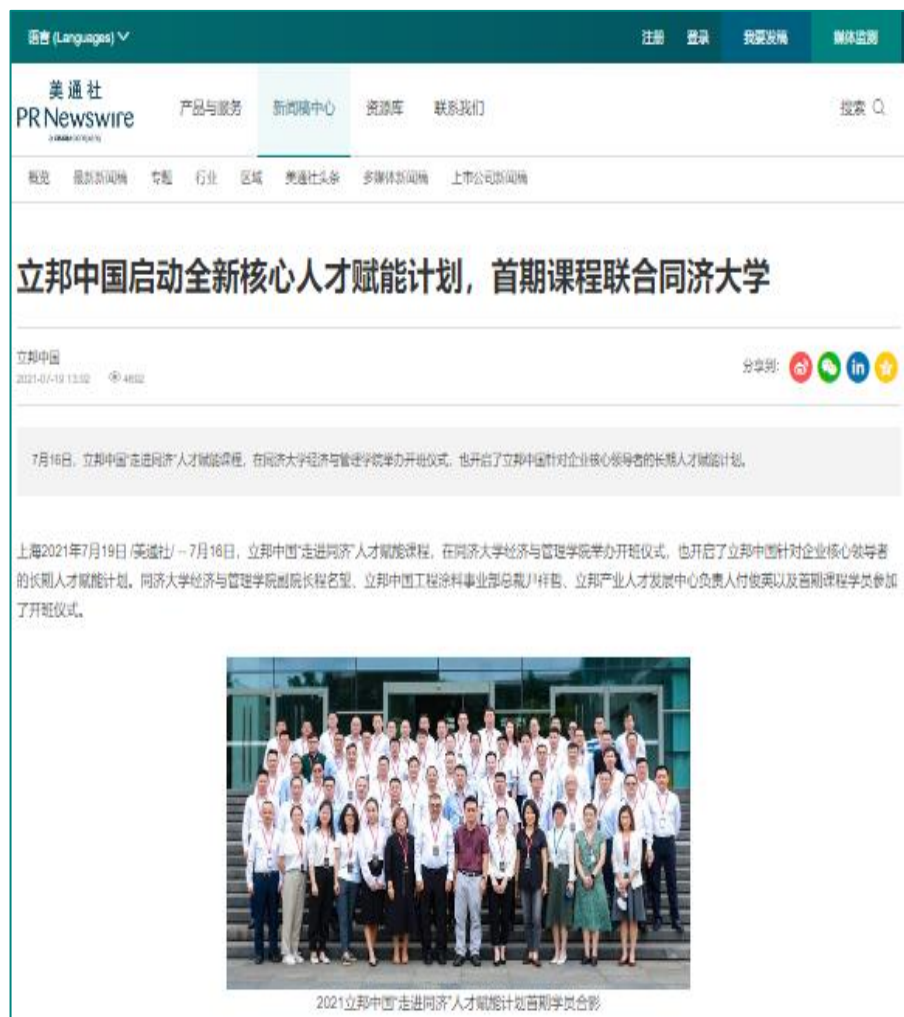 语言 (Languages)
注册 登录 我要发稿 媒体监测
美通社
PR Newswire
产品与服务 新闻稿中心 资源库 联系我们 搜索
概览 最新新闻稿 专题 行业 区域 美通社头条 多媒体新闻稿 上市公司新闻稿
立邦中国启动全新核心人才赋能计划，首期课程联合同济大学
立邦中国
2021-07-19 13:02
分享到:
7月16日，立邦中国“走进同济”人才赋能课程，在同济大学经济与管理学院举办开班仪式，也开启了立邦中国针对企业核心领导者的长期人才赋能计划。
上海2021年7月19日 /美通社/ -- 7月16日，立邦中国“走进同济”人才赋能课程，在同济大学经济与管理学院举办开班仪式，也开启了立邦中国针对企业核心领导者
的长期人才赋能计划。同济大学经济与管理学院副院长程名望、立邦中国工程涂料事业部总裁祥哲、立邦产业人才发展中心负责人付俊英以及首期课程学员参加
了开班仪式。
2021立邦中国“走进同济”人才赋能计划首期学员合影